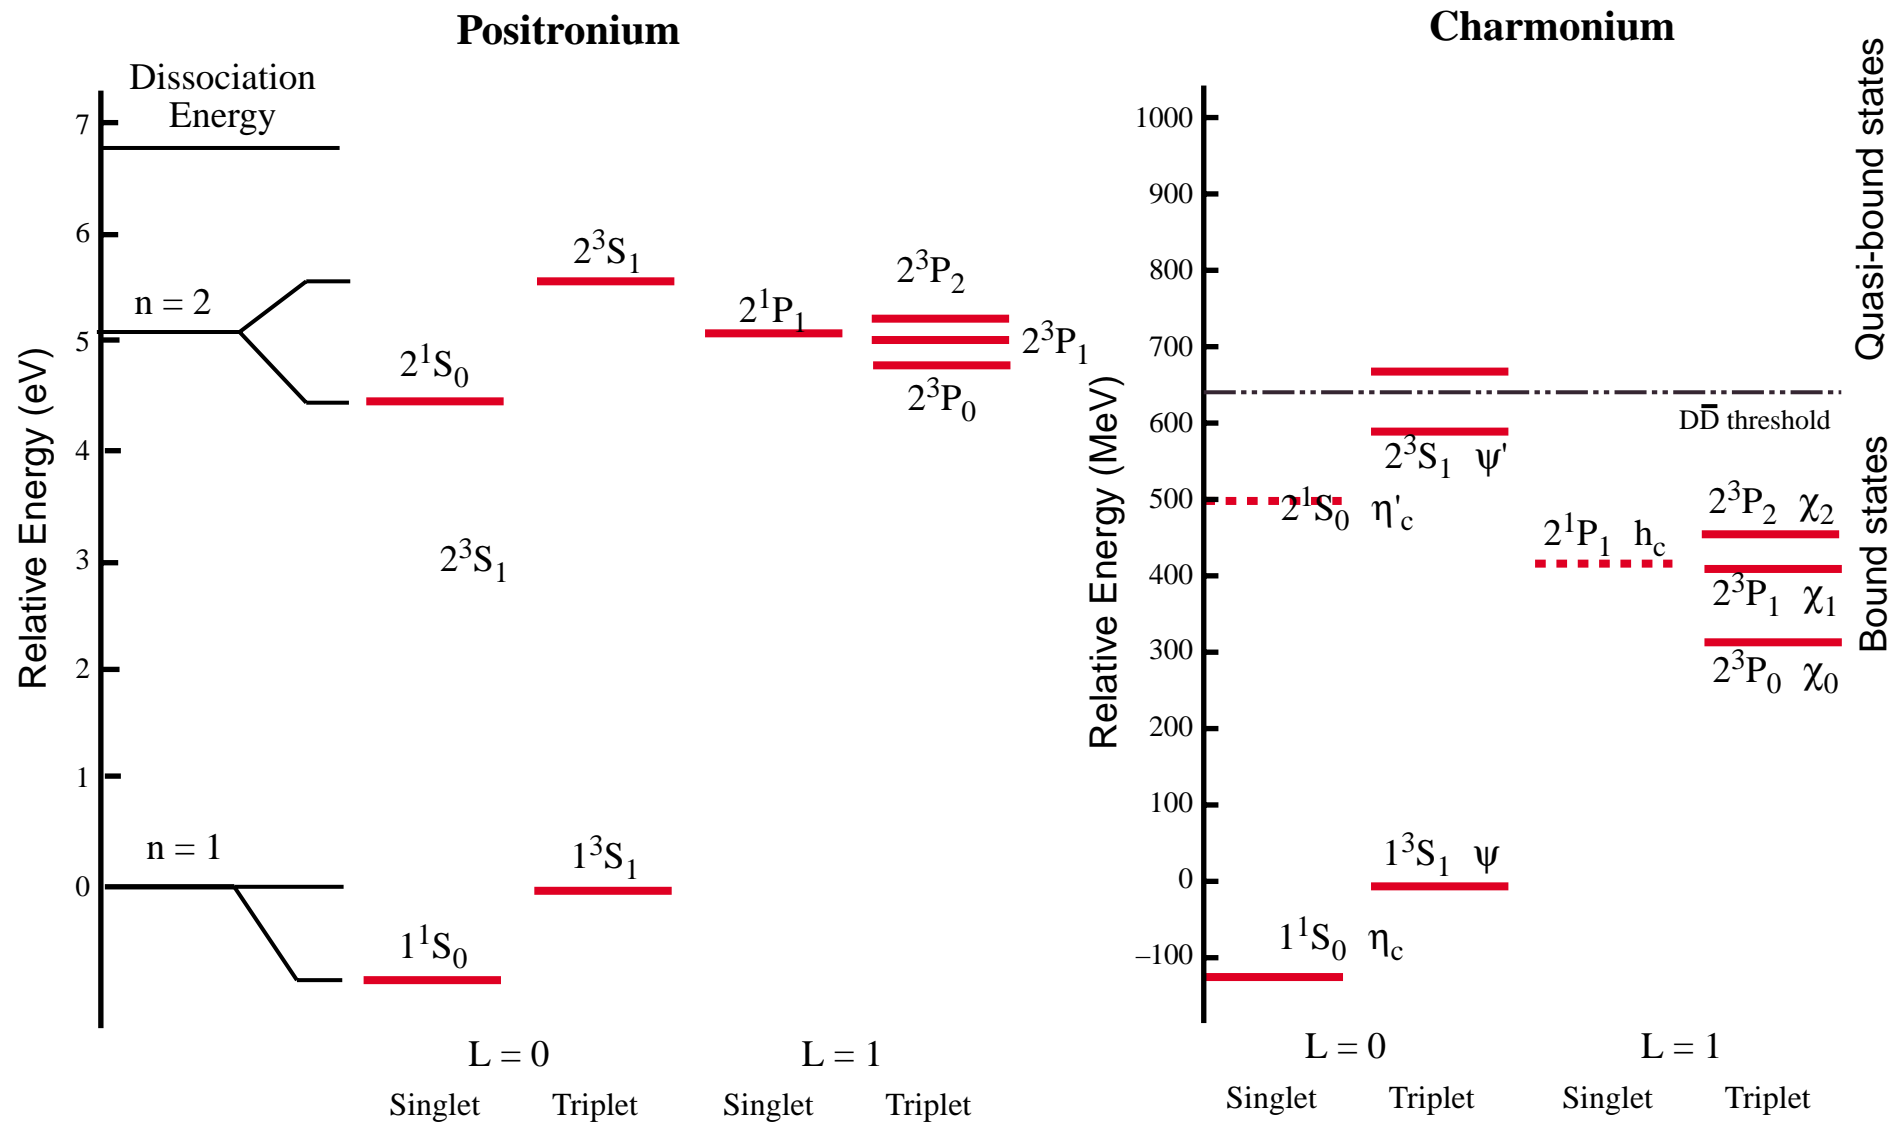 Positronium
Dissociation
Energy
7
6
5
4
3
2
1
0
Relative Energy (eV)
n = 2
n = 1
2³S₁
2¹S₀
2¹P₁
2³P₂
2³P₁
2³P₀
2³S₁
1³S₁
1¹S₀
L = 0
L = 1
Singlet
Triplet
Singlet
Triplet
Charmonium
1000
900
800
700
600
500
400
300
200
100
0
–100
Relative Energy (MeV)
DD̄ threshold
2³S₁ ψ'
2¹S₀ η'c
2¹P₁ hc
2³P₂ χ₂
2³P₁ χ₁
2³P₀ χ₀
1³S₁ ψ
1¹S₀ ηc
Quasi-bound states
Bound states
L = 0
L = 1
Singlet
Triplet
Singlet
Triplet